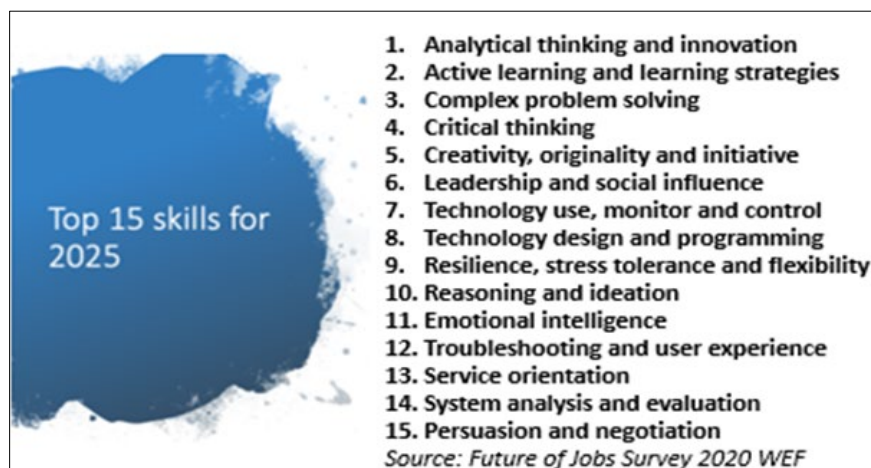 Top 15 skills for
2025
1. Analytical thinking and innovation
2. Active learning and learning strategies
3. Complex problem solving
4. Critical thinking
5. Creativity, originality and initiative
6. Leadership and social influence
7. Technology use, monitor and control
8. Technology design and programming
9. Resilience, stress tolerance and flexibility
10. Reasoning and ideation
11. Emotional intelligence
12. Troubleshooting and user experience
13. Service orientation
14. System analysis and evaluation
15. Persuasion and negotiation
Source: Future of Jobs Survey 2020 WEF